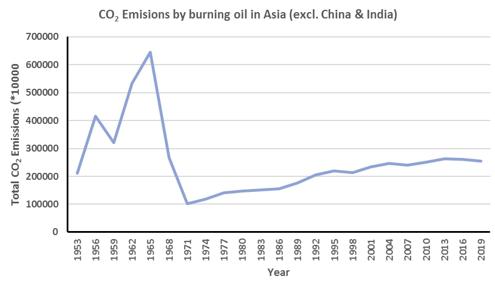 CO₂ Emisions by burning oil in Asia (excl. China & India)
Total CO₂ Emissions (*10000
700000
600000
500000
400000
300000
200000
100000
0
1953 1956 1959 1962 1965 1968 1971 1974 1977 1980 1983 1986 1989 1992 1995 1998 2001 2004 2007 2010 2013 2016 2019
Year